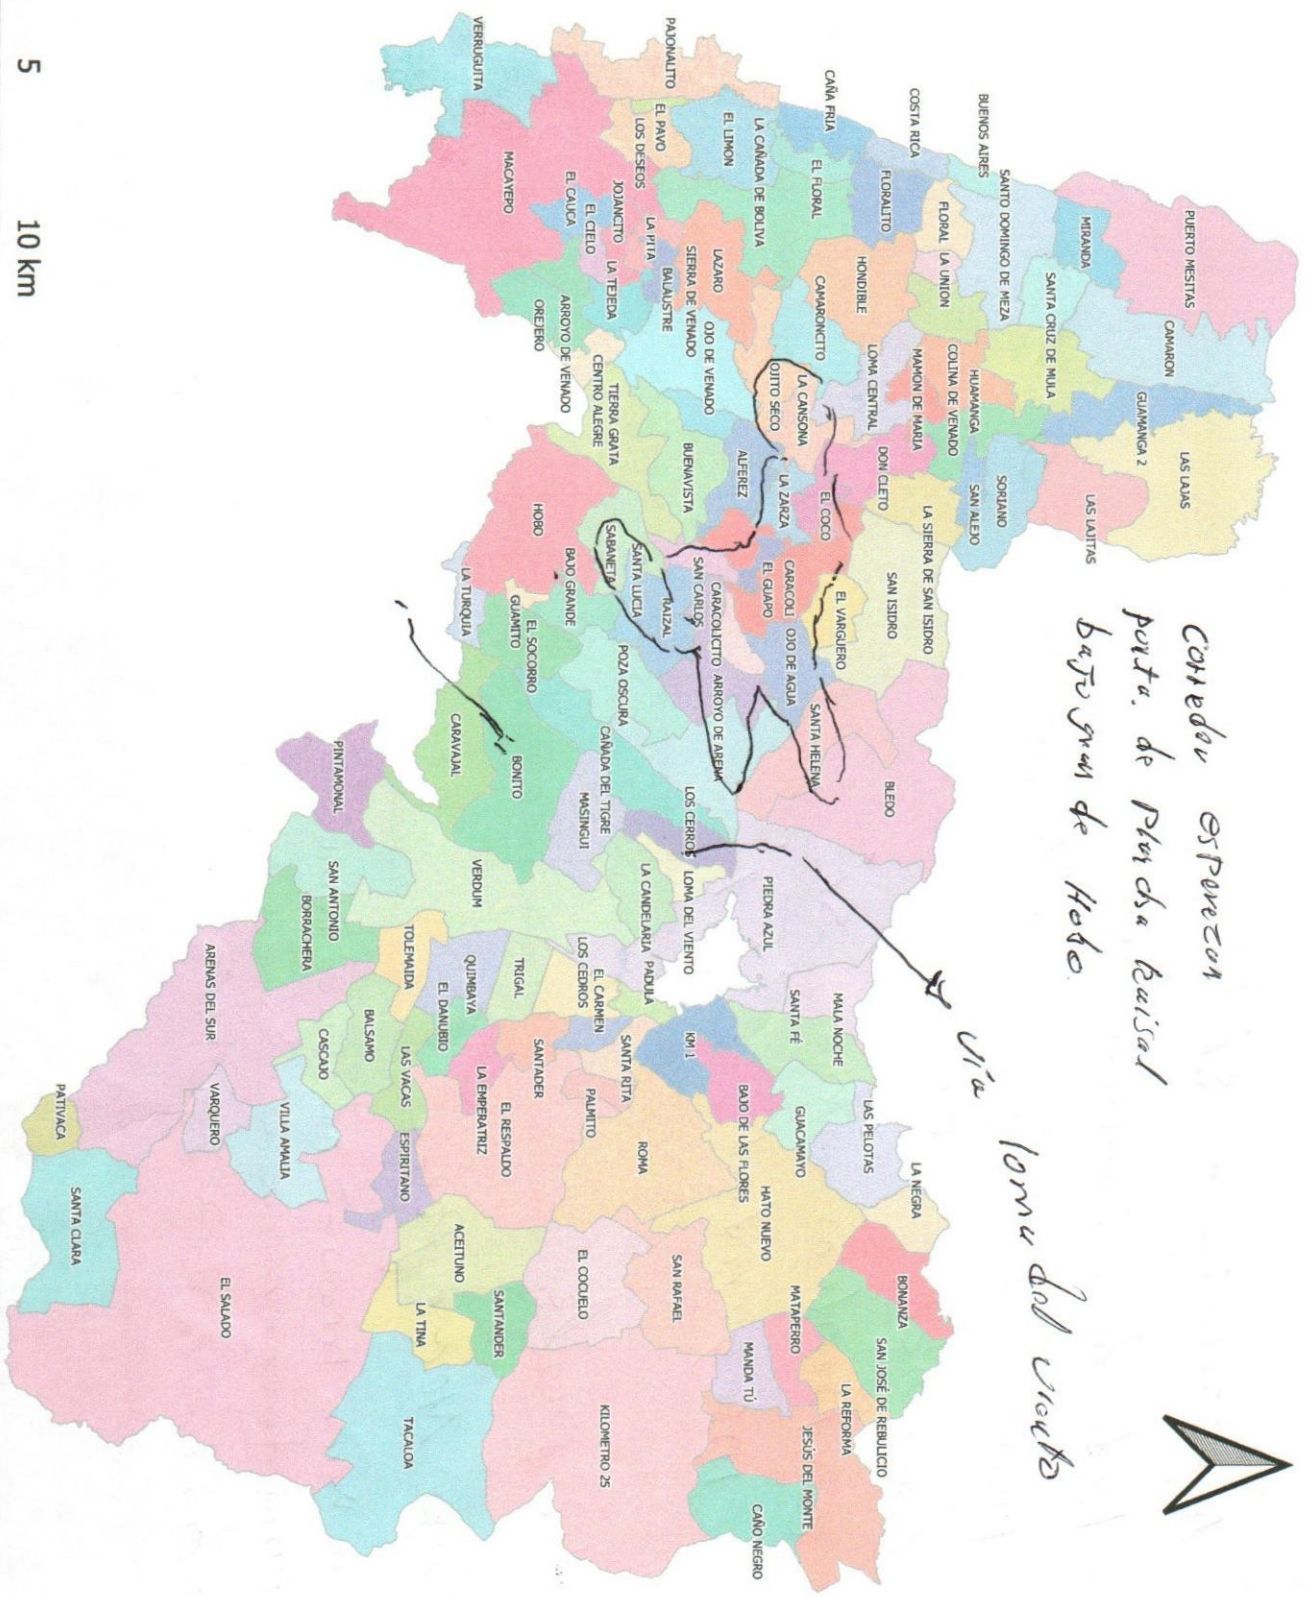 PUERTO MESITAS
MIRANDA
CAMARON
BUENOS AIRES
SANTO DOMINGO DE MEZA
SANTA CRUZ DE MULA
GUAMANGA 2
LAS LAJAS
LAS LAJITAS
COSTA RICA
FLORAL
LA UNION
COLINA DE VENADO
HUAMANGA
SORIANO
SAN ALEJO
CAÑA FRIA
FLORALITO
EL FLORAL
HONDIBLE
LOMA CENTRAL
MAMON DE MARIA
DON CLETO
LA SIERRA DE SAN ISIDRO
SAN ISIDRO
PAJONALITO
EL LIMON
LA CAÑADA DE BOLIVA
CAMARONCITO
LAZARO
SIERRA DE VENADO
OJO DE VENADO
OJITO SECO
LA CANSONA
EL COCO
LA ZARZA
ALFEREZ
BUENAVISTA
EL PAVO
LOS DESEOS
JOJANCITO
LA PITA
BALAUSTRE
LA TEJEDA
EL CIELO
EL CAUCA
VERRUGUITA
MACAYEPO
ARROYO DE VENADO
OREJERO
CENTRO ALEGRE
TIERRA GRATA
HOBO
BAJO GRANDE
SABANETA
SANTA LUCIA
RAIZAL
SAN CARLOS
CARACOLICITO
EL GUAPO
CARACOLI
EL VARGUERO
OJO DE AGUA
SANTA HELENA
BLEDO
ARROYO DE ARENA
POZA OSCURA
LA TURQUIA
GUAMITO
EL SOCORRO
CARAVAJAL
BONITO
CAÑADA DEL TIGRE
MASINGUI
LOS CERROS
PINTAMONAL
VERDUM
LA CANDELARIA
LOMA DEL VIENTO
PIEDRA AZUL
SAN ANTONIO
BORRACHERA
TOLEMAIDA
QUIMBAYA
EL DANUBIO
TRIGAL
LOS CEDROS
EL CARMEN
PADULA
SANTA FÉ
MALA NOCHE
KM 1
ARENAS DEL SUR
CASCAJO
BALSAMO
LAS VACAS
LA EMPERATRIZ
SANTADER
SANTA RITA
PALMITO
EL RESPALDO
BAJO DE LAS FLORES
GUACAMAYO
LAS PELOTAS
LA NEGRA
PATIVACA
VARQUERO
VILLA AMALIA
ESPIRITANO
ROMA
HATO NUEVO
SANTA CLARA
EL SALADO
ACEITUNO
LA TINA
SANTANDER
EL COCUELO
SAN RAFAEL
MATAPERRO
MANDA TÚ
BONANZA
SAN JOSÉ DE REBULICIO
LA REFORMA
JESÚS DEL MONTE
CAÑO NEGRO
KILOMETRO 25
TACALOA
Corredor
de
bajo gran de Hobo.
Vía loma del viento
5 10 km